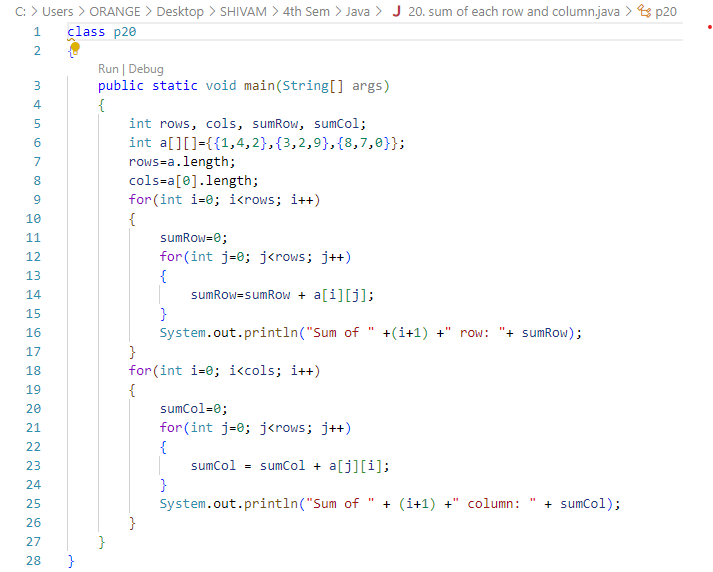 C: > Users > ORANGE > Desktop > SHIVAM > 4th Sem > Java > J 20. sum of each row and column.java > p20
1 class p20
2 {
Run | Debug
3 public static void main(String[] args)
4 {
5 int rows, cols, sumRow, sumCol;
6 int a[][]={{1,4,2},{3,2,9},{8,7,0}};
7 rows=a.length;
8 cols=a[0].length;
9 for(int i=0; i<rows; i++)
10 {
11 sumRow=0;
12 for(int j=0; j<rows; j++)
13 {
14 sumRow=sumRow + a[i][j];
15 }
16 System.out.println("Sum of " +(i+1) +" row: "+ sumRow);
17 }
18 for(int i=0; i<cols; i++)
19 {
20 sumCol=0;
21 for(int j=0; j<rows; j++)
22 {
23 sumCol = sumCol + a[j][i];
24 }
25 System.out.println("Sum of " + (i+1) +" column: " + sumCol);
26 }
27 }
28 }